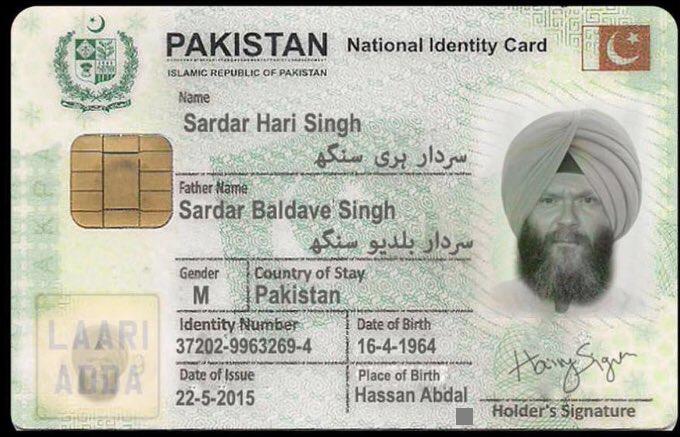 PAKISTAN National Identity Card
ISLAMIC REPUBLIC OF PAKISTAN
Name
Sardar Hari Singh
سردار ہری سنگھ
Father Name
Sardar Baldave Singh
سردار بلدیو سنگھ
Gender Country of Stay
M Pakistan
Identity Number Date of Birth
37202-9963269-4 16-4-1964
Date of Issue Place of Birth
22-5-2015 Hassan Abdal
LAARI
ADDA
Holder's Signature